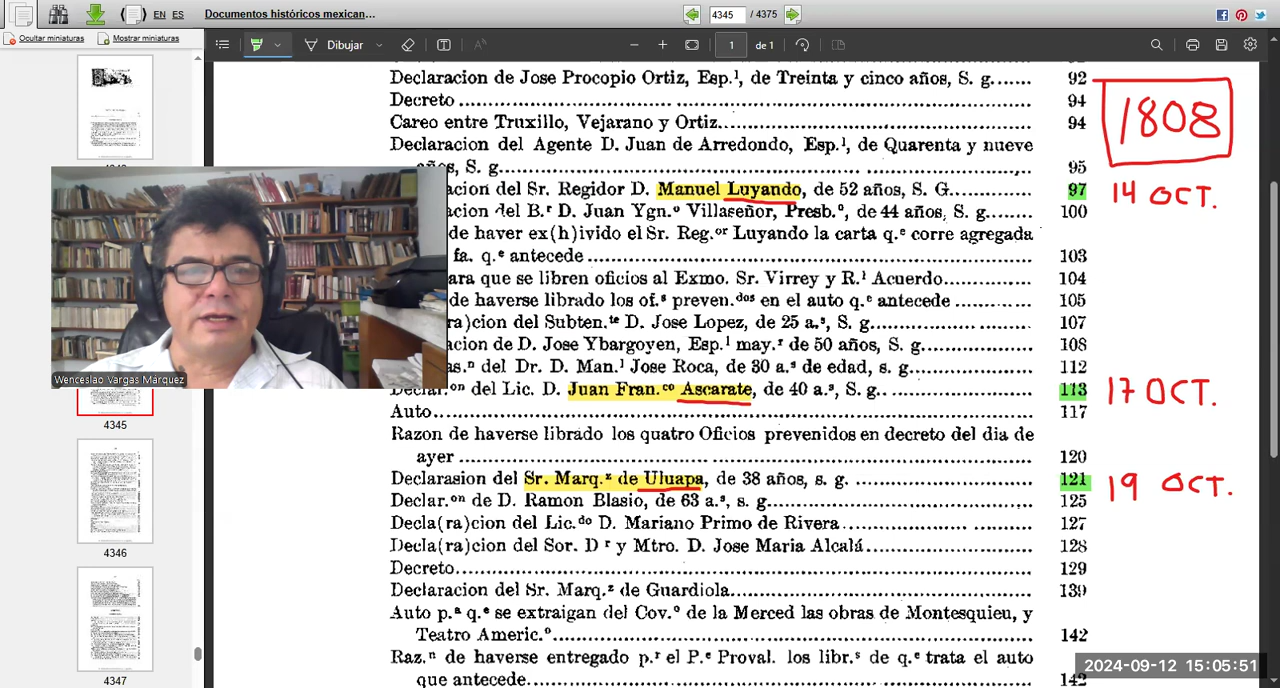 EN ES
Documentos históricos mexican...
4345 / 4375
Ocultar miniaturas
Mostrar miniaturas
Dibujar
1 de 1
Declaracion de Jose Procopio Ortiz, Esp.l, de Treinta y cinco años, S. g....... 92
Decreto ........ 94
Careo entre Truxillo, Vejarano y Ortiz... 94
Declaracion del Agente D. Juan de Arredondo, Esp.l, de Quarenta y nueve
años, S. g........ 95
acion del Sr. Regidor D. Manuel Luyando, de 52 años, S. G........ 97
acion del B.r D. Juan Ygn.o Villaseñor, Presb.o, de 44 años, S. g....... 100
de haver ex(h)ivido el Sr. Reg.or Luyando la carta q.e corre agregada
fa. q.e antecede ........ 103
ara que se libren oficios al Exmo. Sr. Virrey y R.l Acuerdo........ 104
de haverse librado los of.s preven.dos en el auto q.e antecede ........ 105
ra)cion del Subten.te D. Jose Lopez, de 25 a.s, S. g........ 107
acion de D. Jose Ybargoyen, Esp.l may.r de 50 años, S. g........ 108
as.n del Dr. D. Man.l Jose Roca, de 30 a.s de edad, s. g........ 112
Declar.on del Lic. D. Juan Fran.co Ascarate, de 40 a.s, S. g........ 113
Auto........ 117
Razon de haverse librado los quatro Oficios prevenidos en decreto del dia de
ayer ........ 120
Declarasion del Sr. Marq.z de Uluapa, de 38 años, s. g. ........ 121
Declar.on de D. Ramon Blasio, de 63 a.s, s. g........ 125
Decla(ra)cion del Lic.do D. Mariano Primo de Rivera........ 127
Decla(ra)cion del Sor. D r y Mtro. D. Jose Maria Alcalá........ 128
Decreto........ 129
Declaracion del Sr. Marq.z de Guardiola........ 139
Auto p.a q.e se extraigan del Cov.o de la Merced las obras de Montesquieu, y
Teatro Americ.o........ 142
Raz.n de haverse entregado p.r el P.e Proval. los libr.s de q.e trata el auto
que antecede........ 142
1808
14 OCT.
17 OCT.
19 OCT.
Wenceslao Vargas Márquez
4345
4346
4347
2024-09-12 15:05:51